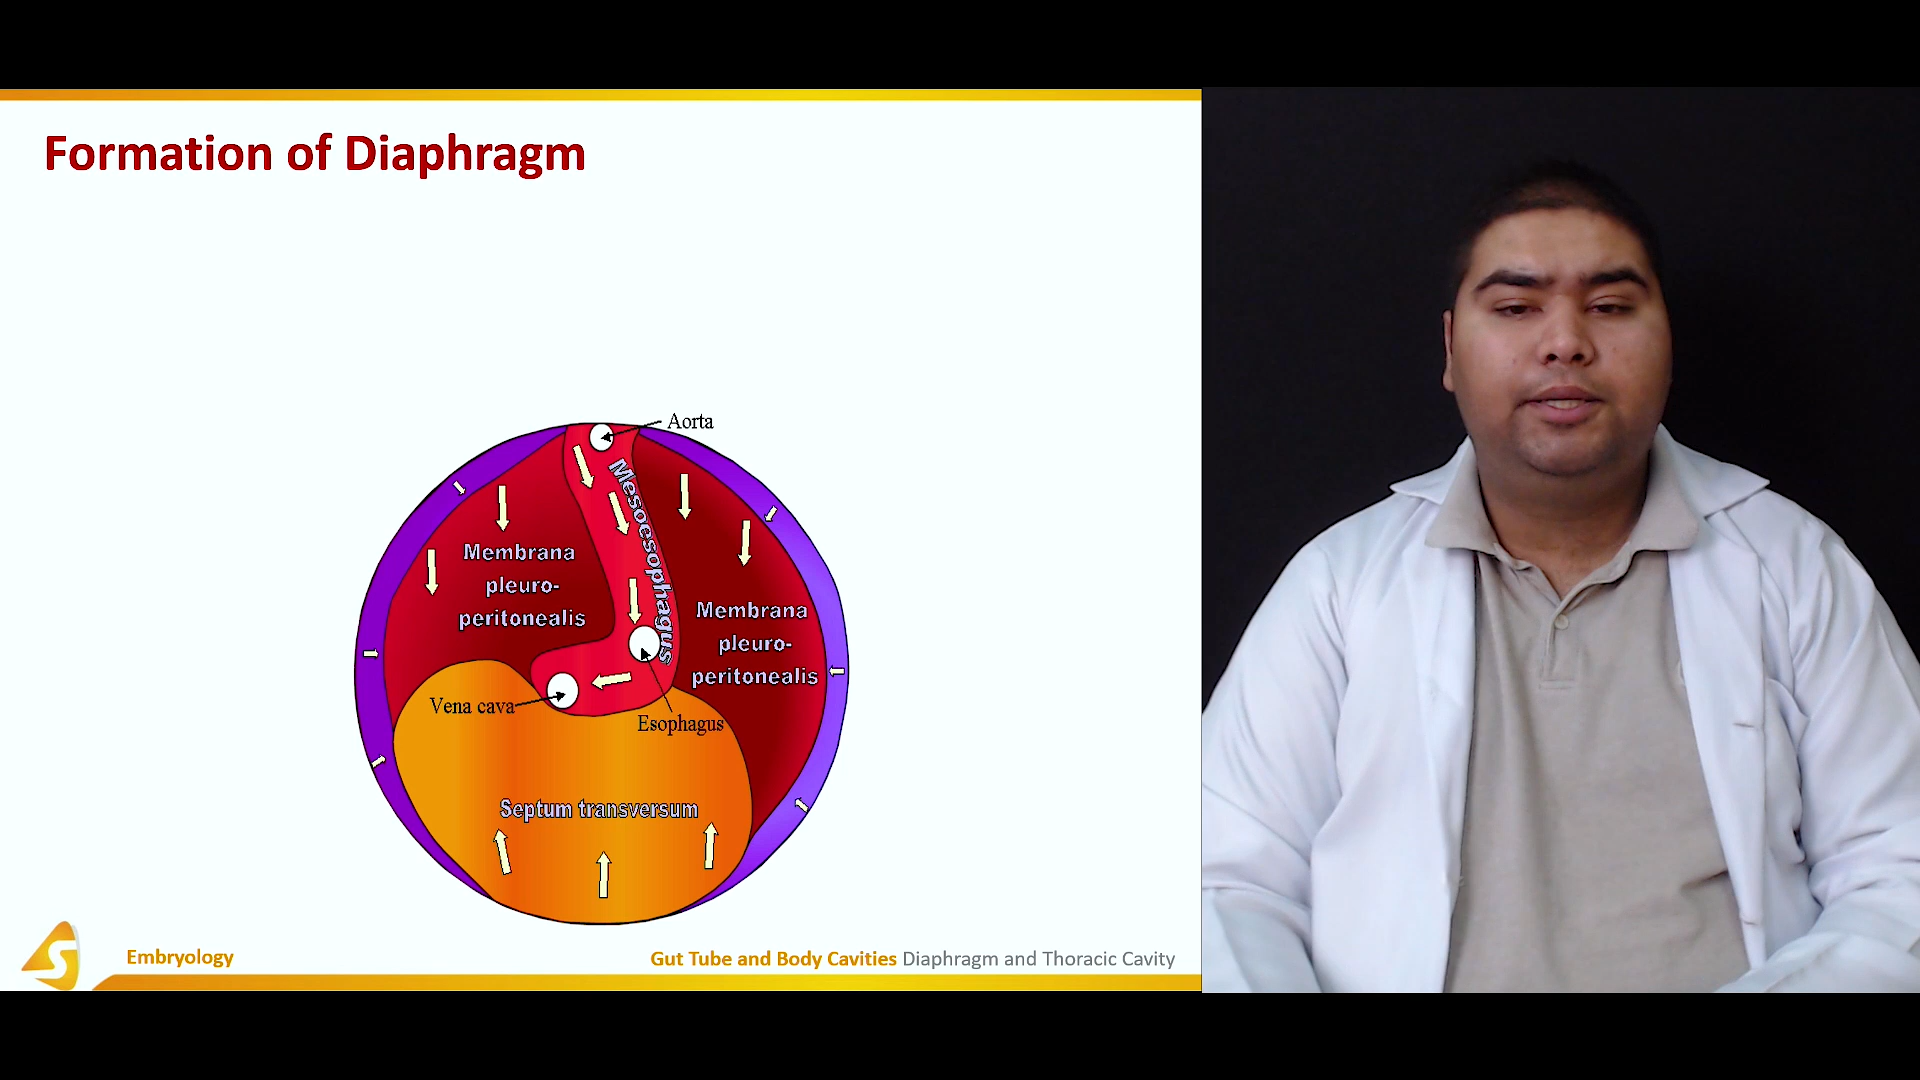 Formation of Diaphragm
Aorta
Mesoesophagus
Membrana
pleuro-
peritonealis
Membrana
pleuro-
peritonealis
Vena cava
Esophagus
Septum transversum
Embryology
Gut Tube and Body Cavities Diaphragm and Thoracic Cavity